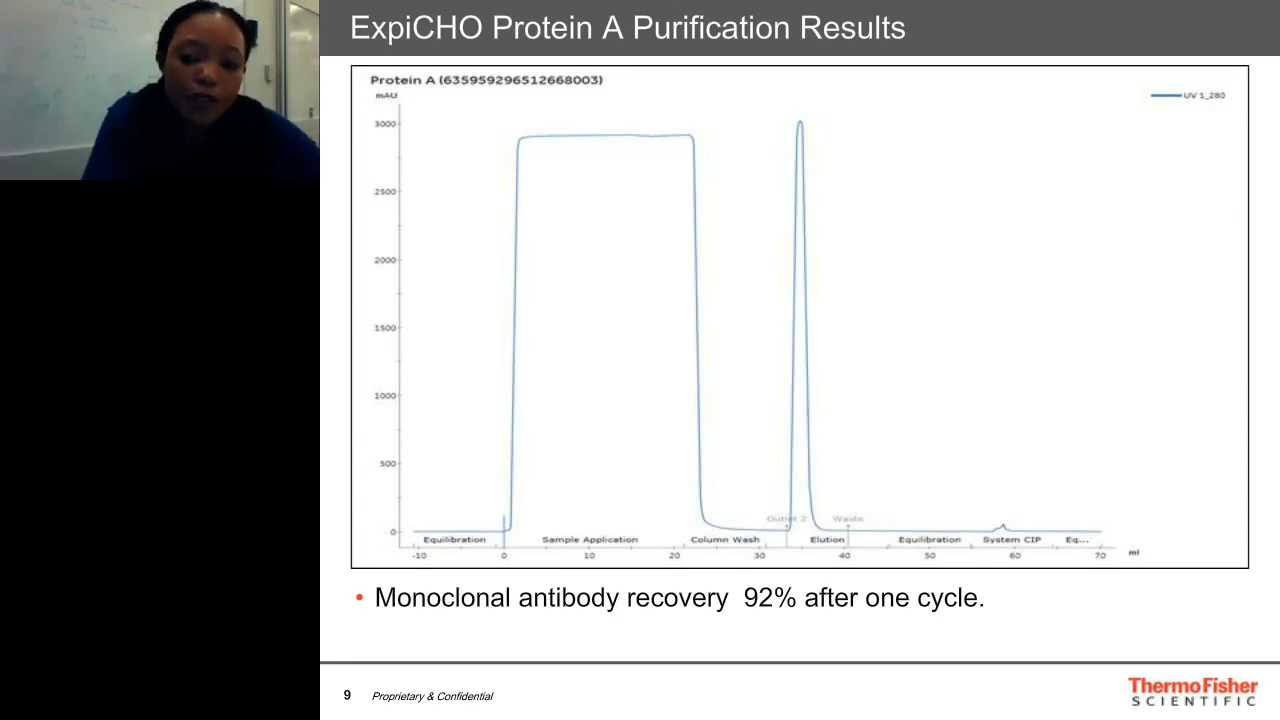 ExpiCHO Protein A Purification Results
Protein A (635959296512668003)
mAU
UV 1_280
3000
2500
2000
1500
1000
500
0
Outlet 2 Waste
Equilibration Sample Application Column Wash Elution Equilibration System CIP Eq...
-10 0 10 20 30 40 50 60 70 ml
• Monoclonal antibody recovery 92% after one cycle.
9 Proprietary & Confidential
ThermoFisher
SCIENTIFIC